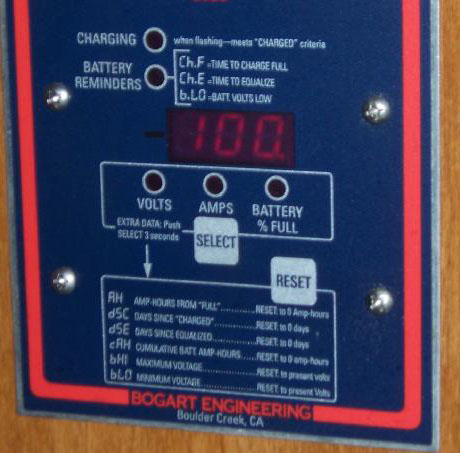 CHARGING
when flashing—meets "CHARGED" criteria
BATTERY REMINDERS
Ch.F =TIME TO CHARGE FULL
Ch.E =TIME TO EQUALIZE
b.LO =BATT. VOLTS LOW
100.
VOLTS AMPS BATTERY % FULL
EXTRA DATA: Push
SELECT 3 seconds
SELECT
RESET
AH AMP-HOURS FROM "FULL"..........RESET: to 0 Amp-hours
dSC DAYS SINCE "CHARGED"..........RESET: to 0 days
dSE DAYS SINCE EQUALIZED..........RESET: to 0 days
cAH CUMULATIVE BATT. AMP-HOURS.....RESET: to 0 amp-hours
bHI MAXIMUM VOLTAGE..........RESET: to present volts
bLO MINIMUM VOLTAGE..........RESET: to present Volts
BOGART ENGINEERING
Boulder Creek, CA